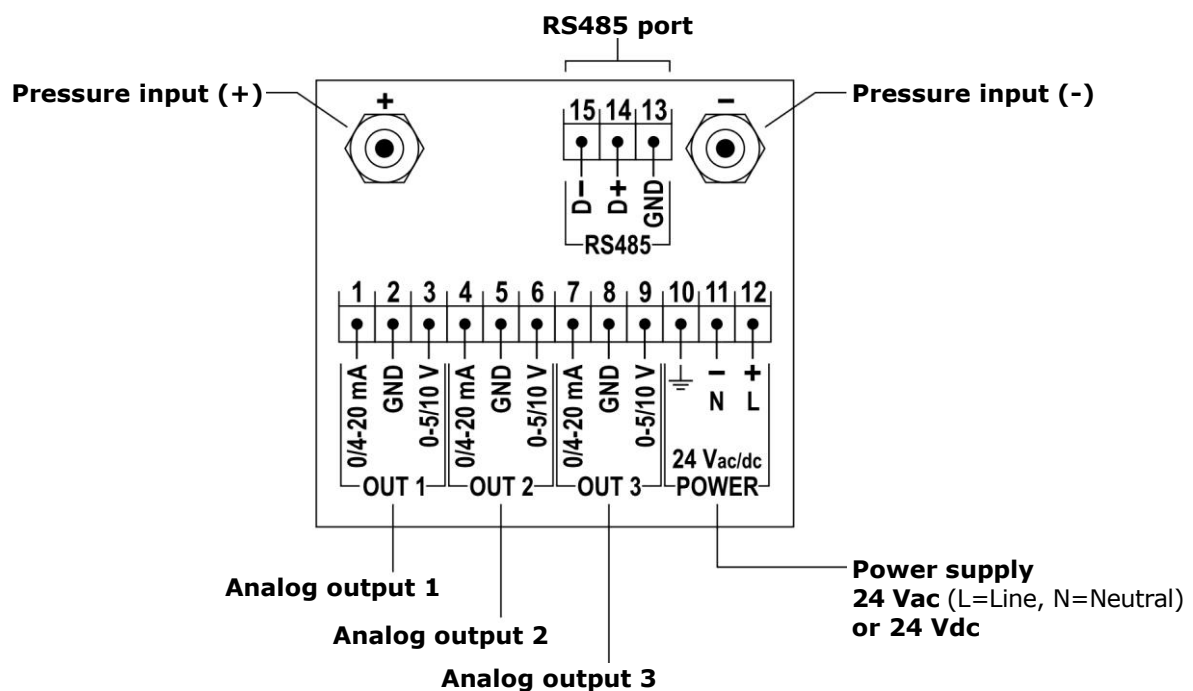 RS485 port
Pressure input (+)
Pressure input (-)
+
−
15 14 13
D− D+ GND
RS485
1 2 3 4 5 6 7 8 9 10 11 12
0/4-20 mA GND 0-5/10 V 0/4-20 mA GND 0-5/10 V 0/4-20 mA GND 0-5/10 V − +
N L
24 Vac/dc
OUT 1 OUT 2 OUT 3 POWER
Analog output 1
Analog output 2
Analog output 3
Power supply
24 Vac (L=Line, N=Neutral)
or 24 Vdc